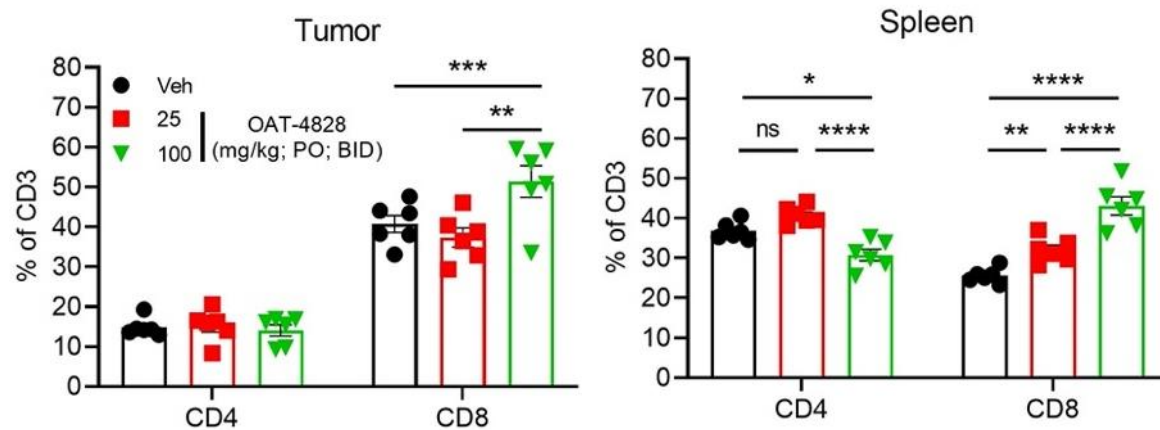 Tumor
Veh
25
100
OAT-4828
(mg/kg; PO; BID)
***
**
80
70
60
50
40
30
20
10
0
% of CD3
CD4
CD8
Spleen
*
ns
****
****
**
****
80
70
60
50
40
30
20
10
0
% of CD3
CD4
CD8